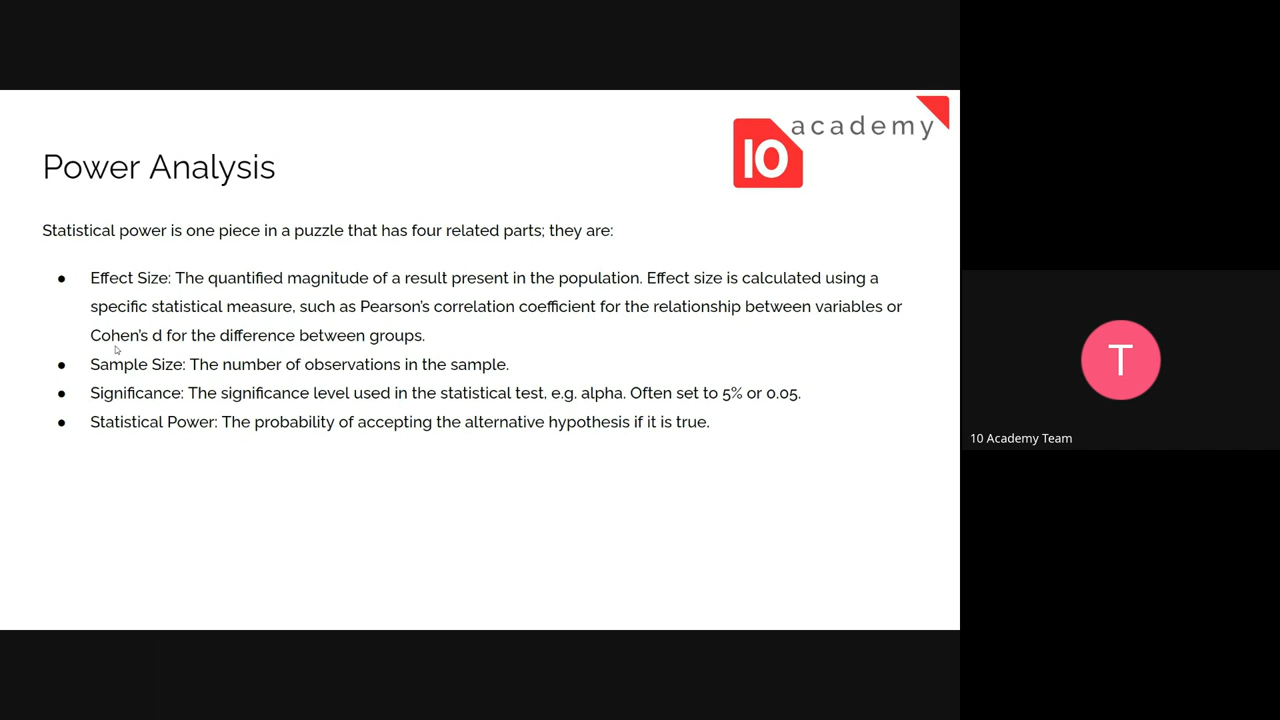 academy
10
Power Analysis
Statistical power is one piece in a puzzle that has four related parts; they are:
● Effect Size: The quantified magnitude of a result present in the population. Effect size is calculated using a
specific statistical measure, such as Pearson's correlation coefficient for the relationship between variables or
Cohen's d for the difference between groups.
● Sample Size: The number of observations in the sample.
● Significance: The significance level used in the statistical test, e.g. alpha. Often set to 5% or 0.05.
● Statistical Power: The probability of accepting the alternative hypothesis if it is true.
T
10 Academy Team